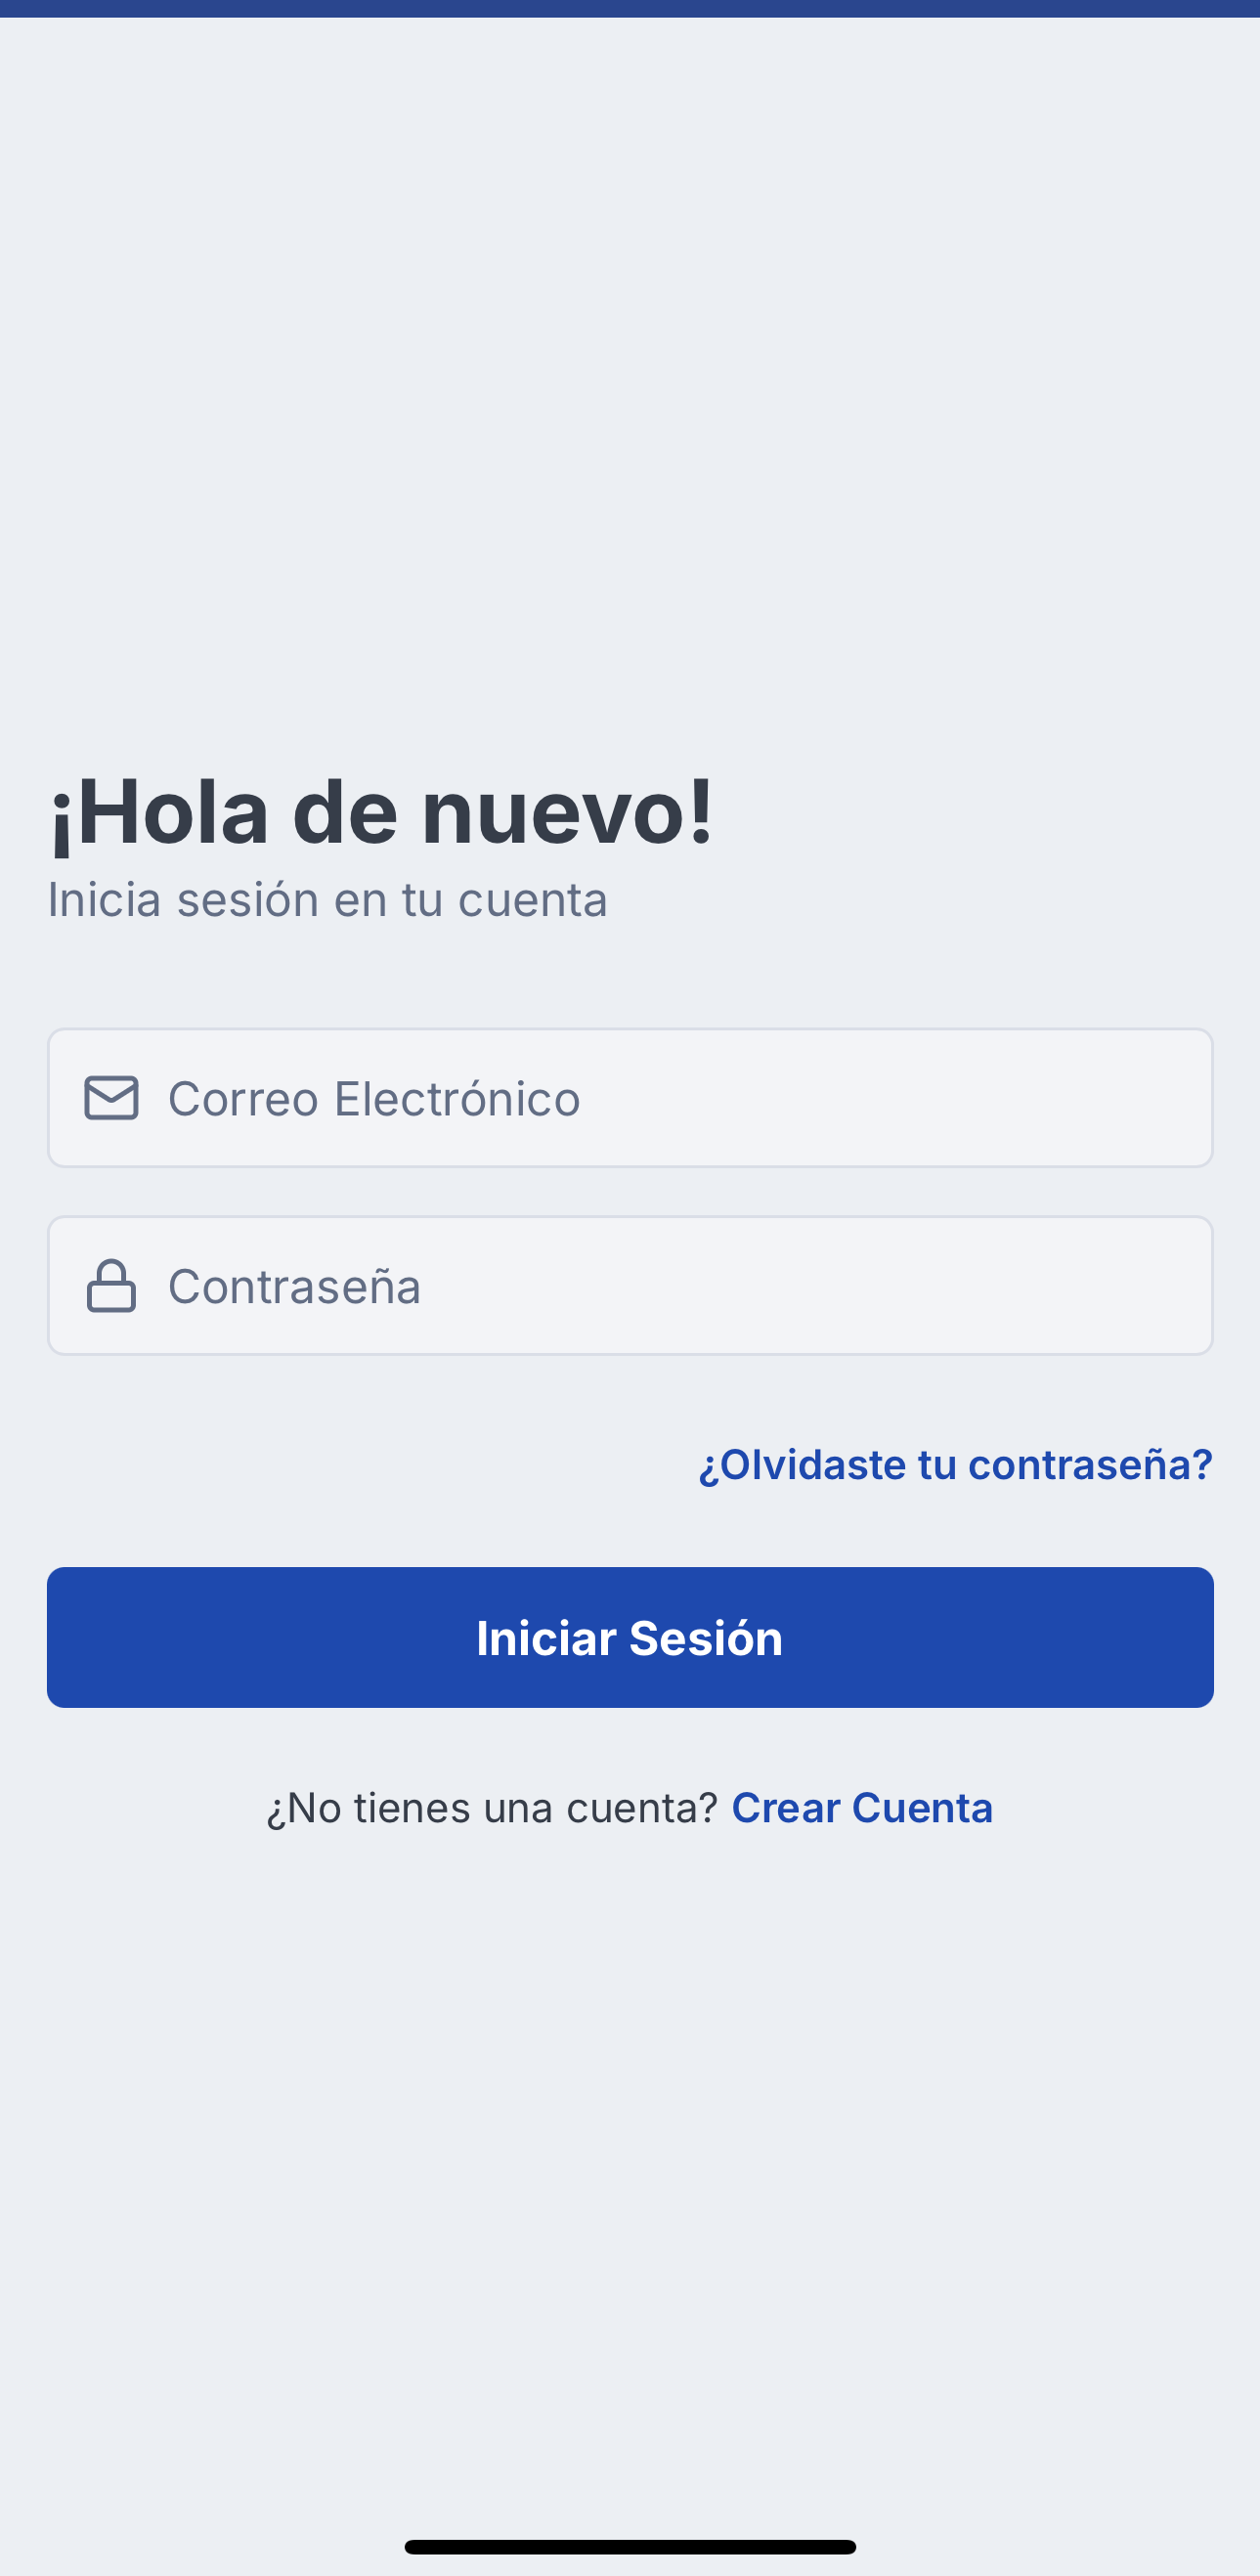 ¡Hola de nuevo!
Inicia sesión en tu cuenta
Correo Electrónico
Contraseña
¿Olvidaste tu contraseña?
Iniciar Sesión
¿No tienes una cuenta? Crear Cuenta